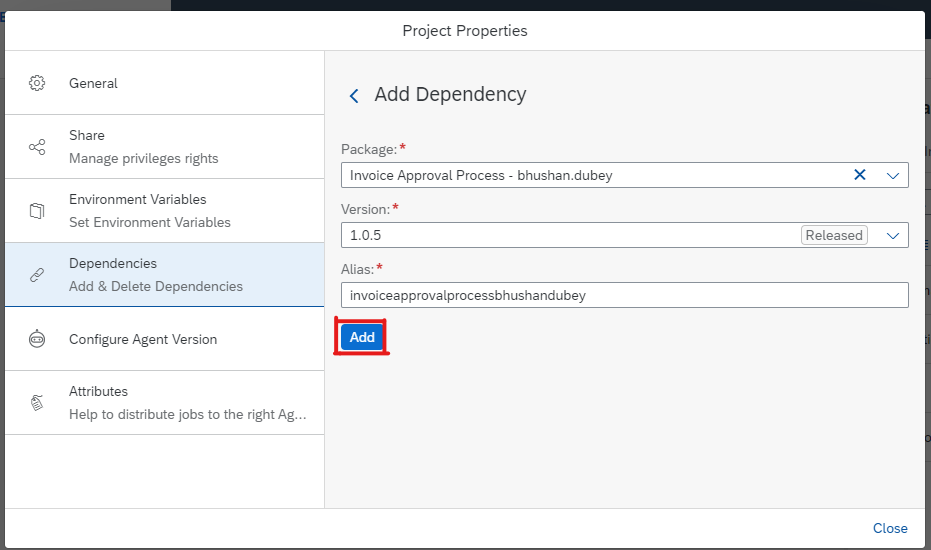 Project Properties
General
Share
Manage privileges rights
Environment Variables
Set Environment Variables
Dependencies
Add & Delete Dependencies
Configure Agent Version
Attributes
Help to distribute jobs to the right Ag...
Add Dependency
Package:*
Invoice Approval Process - bhushan.dubey
Version:*
1.0.5 Released
Alias:*
invoiceapprovalprocessbhushandubey
Add
Close